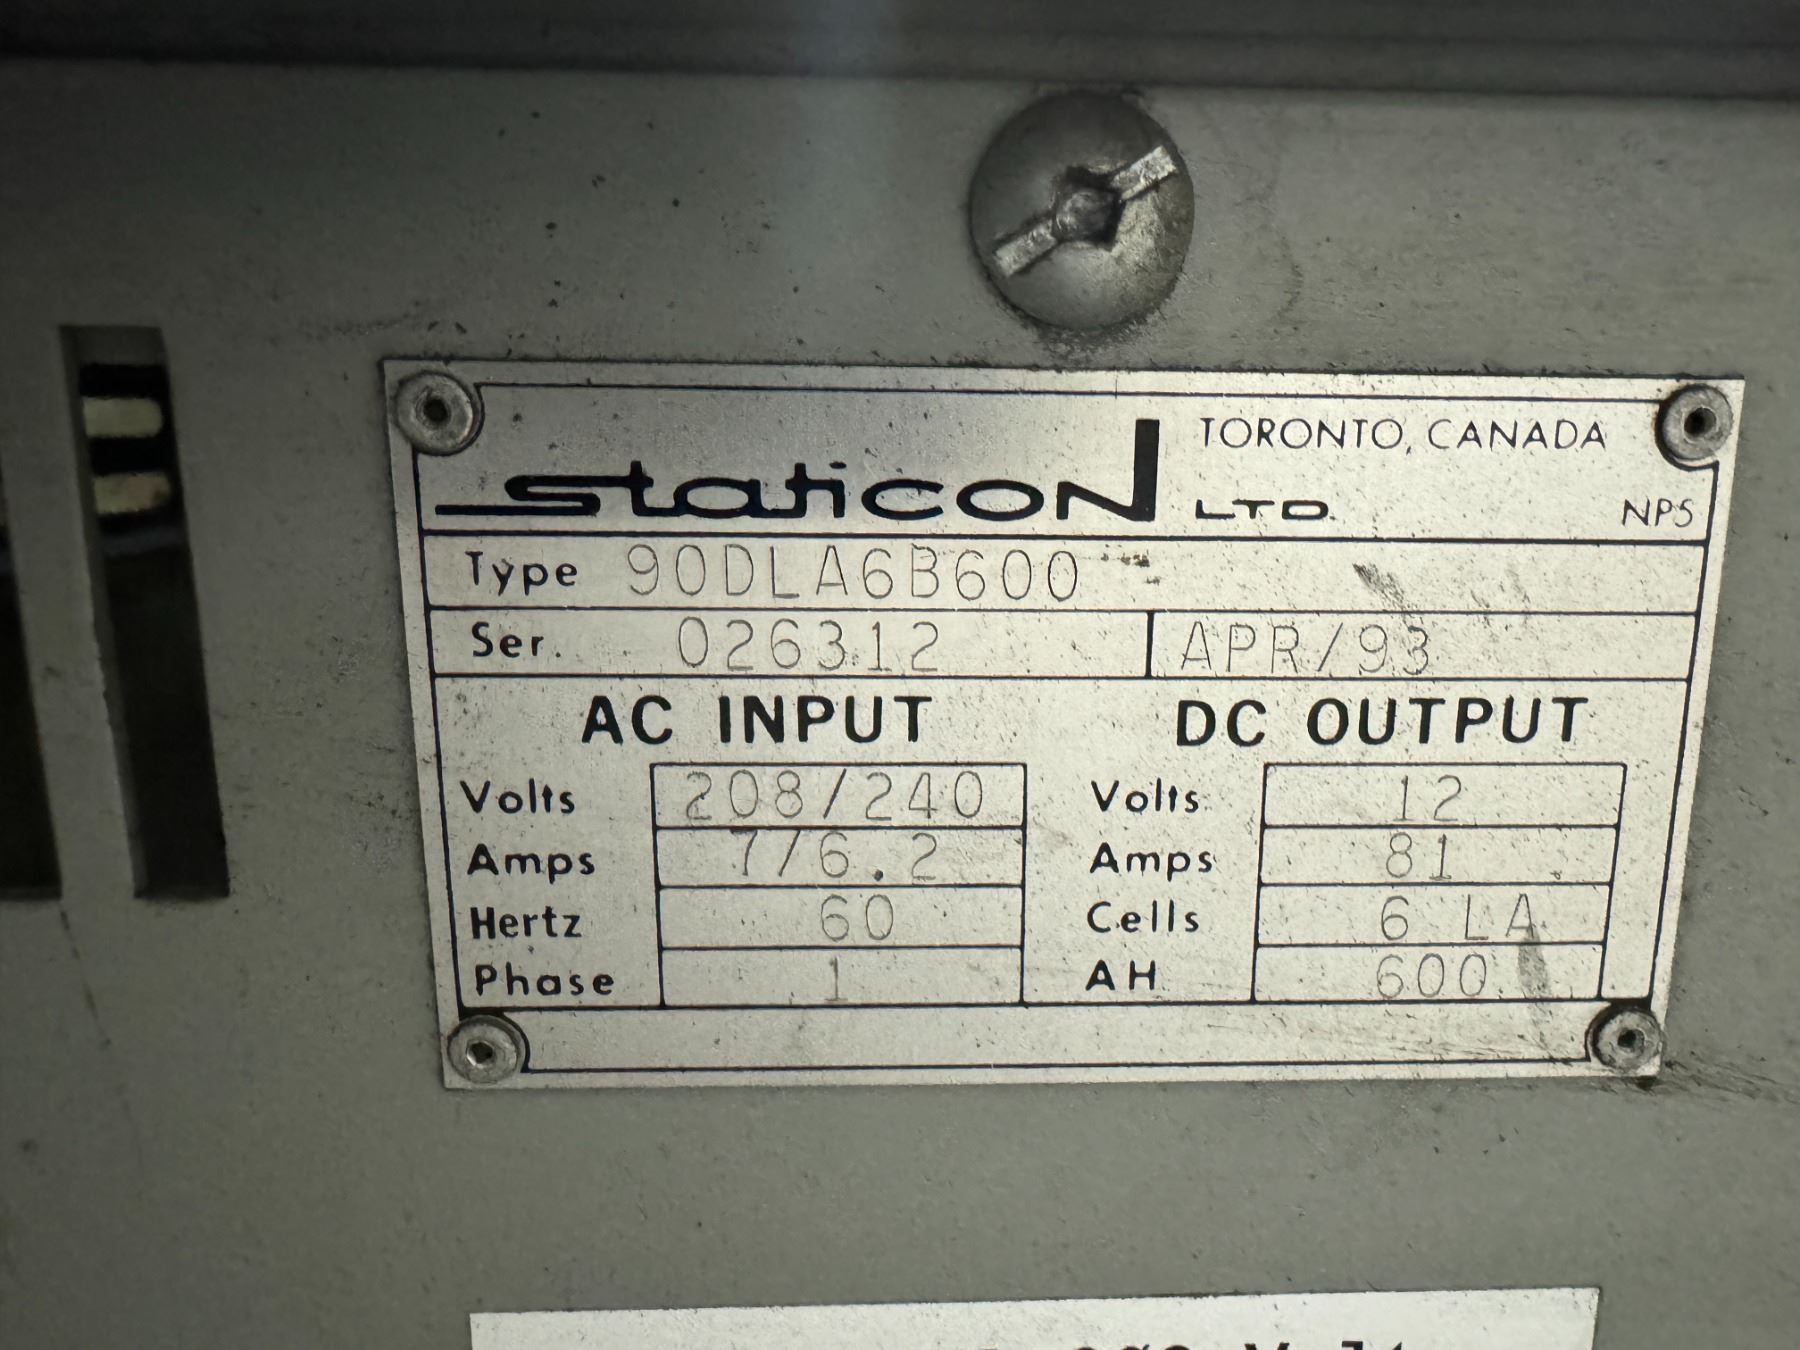 staticon LTD. TORONTO, CANADA
NPS
Type 90DLA6B600
Ser. 026312 APR/93
AC INPUT DC OUTPUT
Volts 208/240 Volts 12
Amps 7/6.2 Amps 81
Hertz 60 Cells 6 LA
Phase 1 AH 600